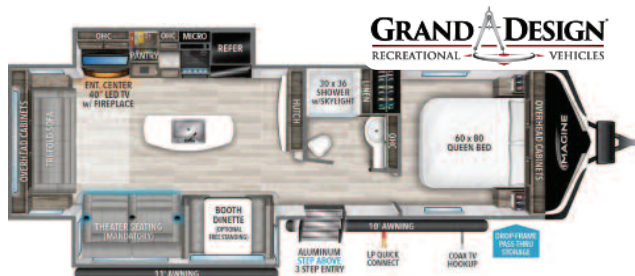 GRAND DESIGN
RECREATIONAL VEHICLES
OHC
PANTRY
OHC
MICRO
REFER
ENT. CENTER
40" LED TV
w/ FIREPLACE
OVERHEAD CABINETS
TRIFOLD SOFA
HUTCH
30 x 36
SHOWER
w/SKYLIGHT
LINEN
OHC
60 x 80
QUEEN BED
OVERHEAD CABINETS
IMAGINE
THEATER SEATING
(MANDATORY)
BOOTH
DINETTE
(OPTIONAL
FREE STANDING)
11' AWNING
10' AWNING
ALUMINUM
STEP ABOVE
3 STEP ENTRY
LP QUICK
CONNECT
COAX TV
HOOKUP
DROP-FRAME
PASS-THRU
STORAGE